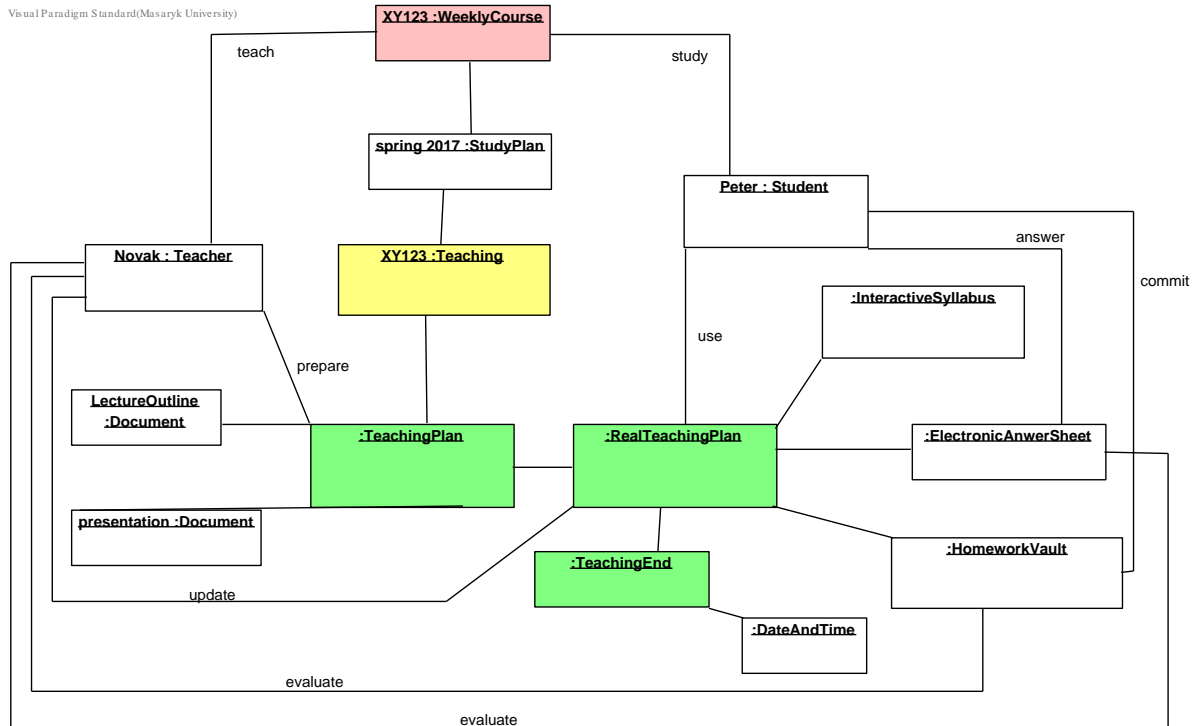 Visual Paradigm Standard(Masaryk University)
XY123 :WeeklyCourse
teach
study
spring 2017 :StudyPlan
Peter : Student
answer
Novak : Teacher
XY123 :Teaching
commit
:InteractiveSyllabus
use
prepare
LectureOutline
:Document
:TeachingPlan
:RealTeachingPlan
:ElectronicAnwerSheet
presentation :Document
:HomeworkVault
:TeachingEnd
update
:DateAndTime
evaluate
evaluate